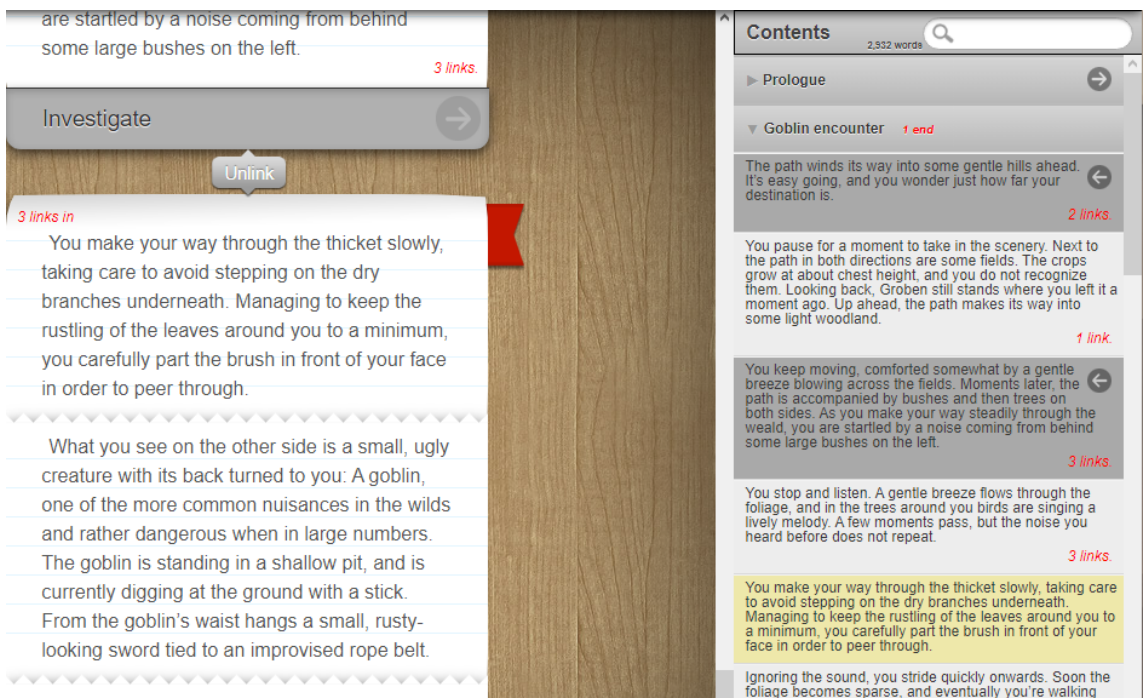 are startled by a noise coming from behind
some large bushes on the left.
3 links.
Investigate
Unlink
3 links in
You make your way through the thicket slowly,
taking care to avoid stepping on the dry
branches underneath. Managing to keep the
rustling of the leaves around you to a minimum,
you carefully part the brush in front of your face
in order to peer through.
What you see on the other side is a small, ugly
creature with its back turned to you: A goblin,
one of the more common nuisances in the wilds
and rather dangerous when in large numbers.
The goblin is standing in a shallow pit, and is
currently digging at the ground with a stick.
From the goblin’s waist hangs a small, rusty-
looking sword tied to an improvised rope belt.
Contents
2,932 words
Prologue
Goblin encounter 1 end
The path winds its way into some gentle hills ahead.
It's easy going, and you wonder just how far your
destination is.
2 links.
You pause for a moment to take in the scenery. Next to
the path in both directions are some fields. The crops
grow at about chest height, and you do not recognize
them. Looking back, Groben still stands where you left it a
moment ago. Up ahead, the path makes its way into
some light woodland.
1 link.
You keep moving, comforted somewhat by a gentle
breeze blowing across the fields. Moments later, the
path is accompanied by bushes and then trees on
both sides. As you make your way steadily through the
weald, you are startled by a noise coming from behind
some large bushes on the left.
3 links.
You stop and listen. A gentle breeze flows through the
foliage, and in the trees around you birds are singing a
lively melody. A few moments pass, but the noise you
heard before does not repeat.
3 links.
You make your way through the thicket slowly, taking care
to avoid stepping on the dry branches underneath.
Managing to keep the rustling of the leaves around you to
a minimum, you carefully part the brush in front of your
face in order to peer through.
Ignoring the sound, you stride quickly onwards. Soon the
foliage becomes sparse, and eventually you're walking